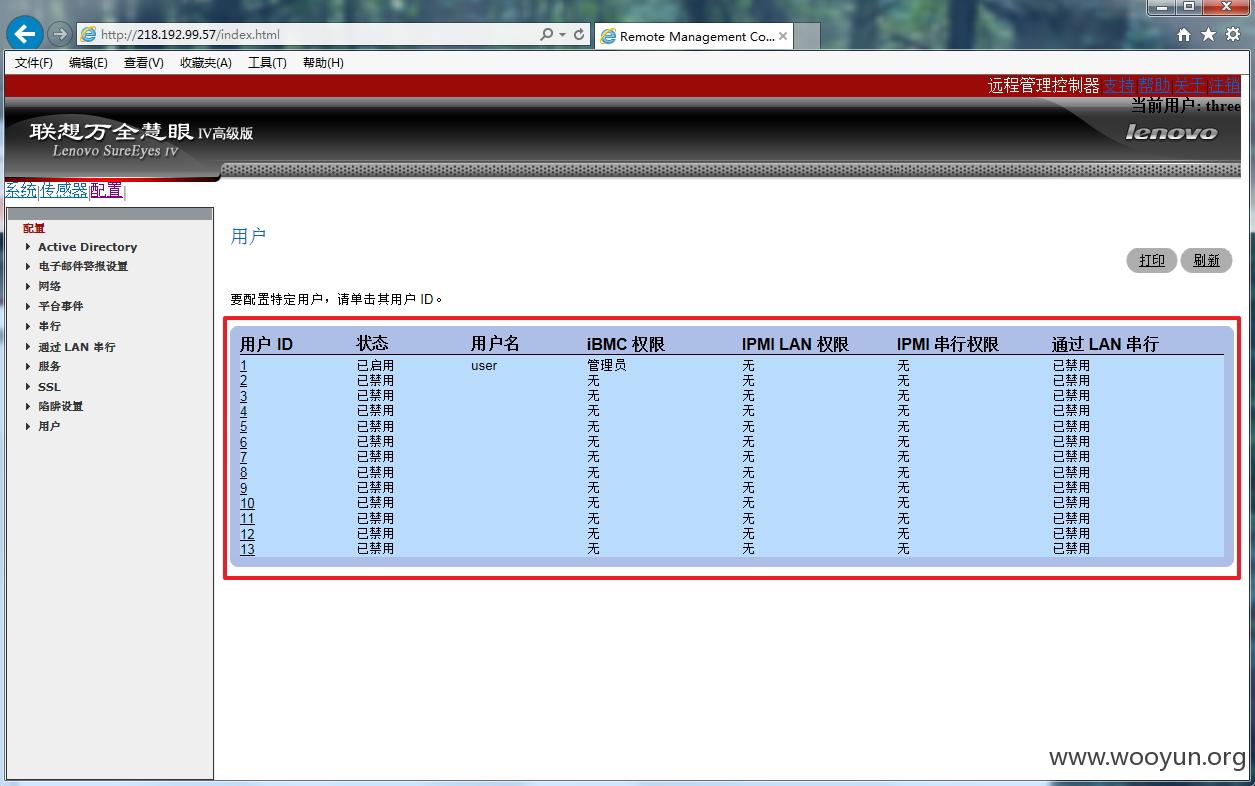 http://218.192.99.57/index.html
Remote Management Co...
文件(F) 编辑(E) 查看(V) 收藏夹(A) 工具(T) 帮助(H)
远程管理控制器 支持 帮助 关于 注销
当前用户: three
联想万全慧眼 IV高级版
Lenovo SureEyes IV
lenovo
系统|传感器|配置|
配置
Active Directory
电子邮件警报设置
网络
平台事件
串行
通过 LAN 串行
服务
SSL
陷阱设置
用户
用户
打印 刷新
要配置特定用户，请单击其用户 ID。
用户 ID 状态 用户名 iBMC 权限 IPMI LAN 权限 IPMI 串行权限 通过 LAN 串行
1 已启用 user 管理员 无 无 已禁用
2 已禁用 无 无 无 已禁用
3 已禁用 无 无 无 已禁用
4 已禁用 无 无 无 已禁用
5 已禁用 无 无 无 已禁用
6 已禁用 无 无 无 已禁用
7 已禁用 无 无 无 已禁用
8 已禁用 无 无 无 已禁用
9 已禁用 无 无 无 已禁用
10 已禁用 无 无 无 已禁用
11 已禁用 无 无 无 已禁用
12 已禁用 无 无 无 已禁用
13 已禁用 无 无 无 已禁用
www.wooyun.org